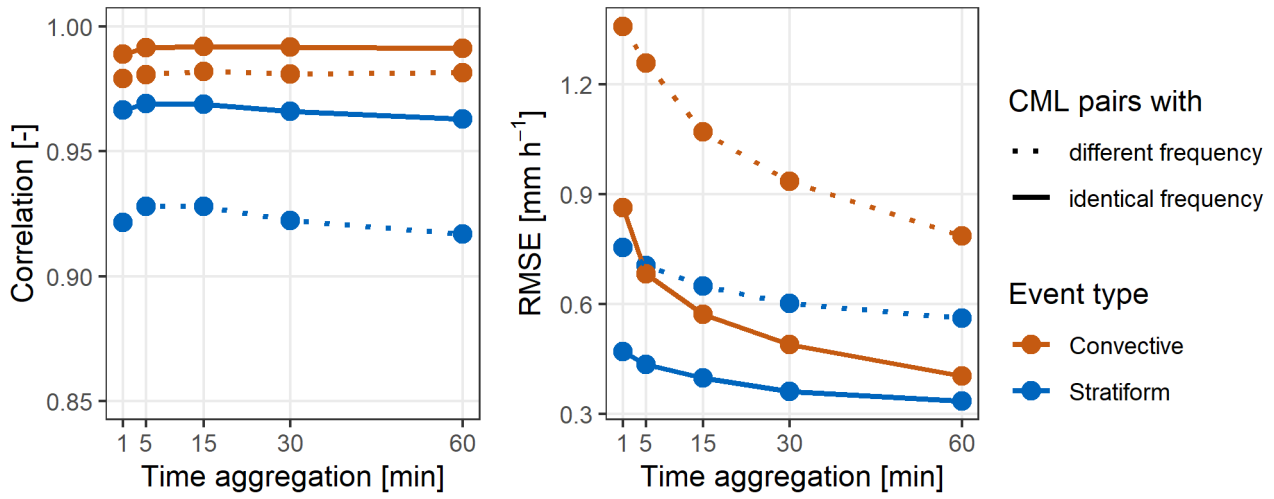 Correlation [-]
1.00
0.95
0.90
0.85
1 5 15 30 60
Time aggregation [min]
RMSE [mm h⁻¹]
1.2
0.9
0.6
0.3
1 5 15 30 60
Time aggregation [min]
CML pairs with
different frequency
identical frequency
Event type
Convective
Stratiform